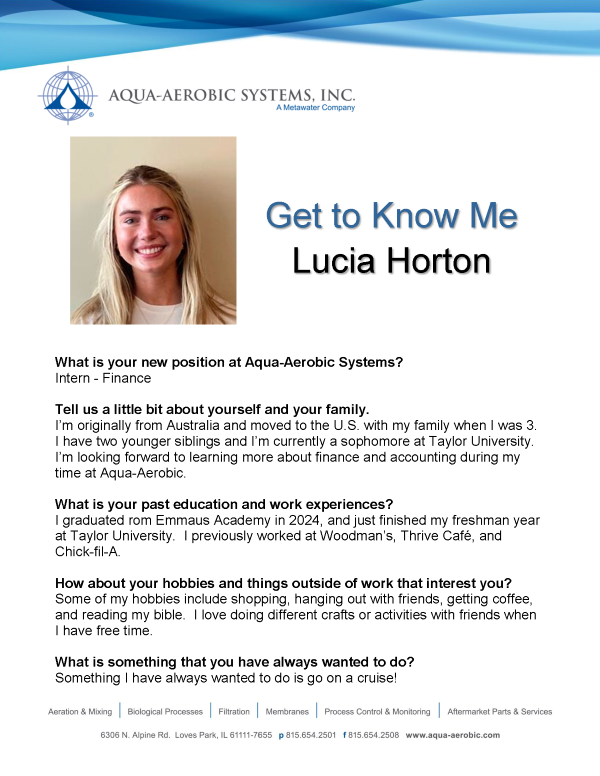 AQUA-AEROBIC SYSTEMS, INC.
A Metawater Company
®
Get to Know Me
Lucia Horton
What is your new position at Aqua-Aerobic Systems?
Intern - Finance
Tell us a little bit about yourself and your family.
I'm originally from Australia and moved to the U.S. with my family when I was 3.
I have two younger siblings and I'm currently a sophomore at Taylor University.
I'm looking forward to learning more about finance and accounting during my
time at Aqua-Aerobic.
What is your past education and work experiences?
I graduated rom Emmaus Academy in 2024, and just finished my freshman year
at Taylor University.  I previously worked at Woodman's, Thrive Café, and
Chick-fil-A.
How about your hobbies and things outside of work that interest you?
Some of my hobbies include shopping, hanging out with friends, getting coffee,
and reading my bible.  I love doing different crafts or activities with friends when
I have free time.
What is something that you have always wanted to do?
Something I have always wanted to do is go on a cruise!
Aeration & Mixing | Biological Processes | Filtration | Membranes | Process Control & Monitoring | Aftermarket Parts & Services
6306 N. Alpine Rd.  Loves Park, IL 61111-7655  p 815.654.2501  f 815.654.2508  www.aqua-aerobic.com